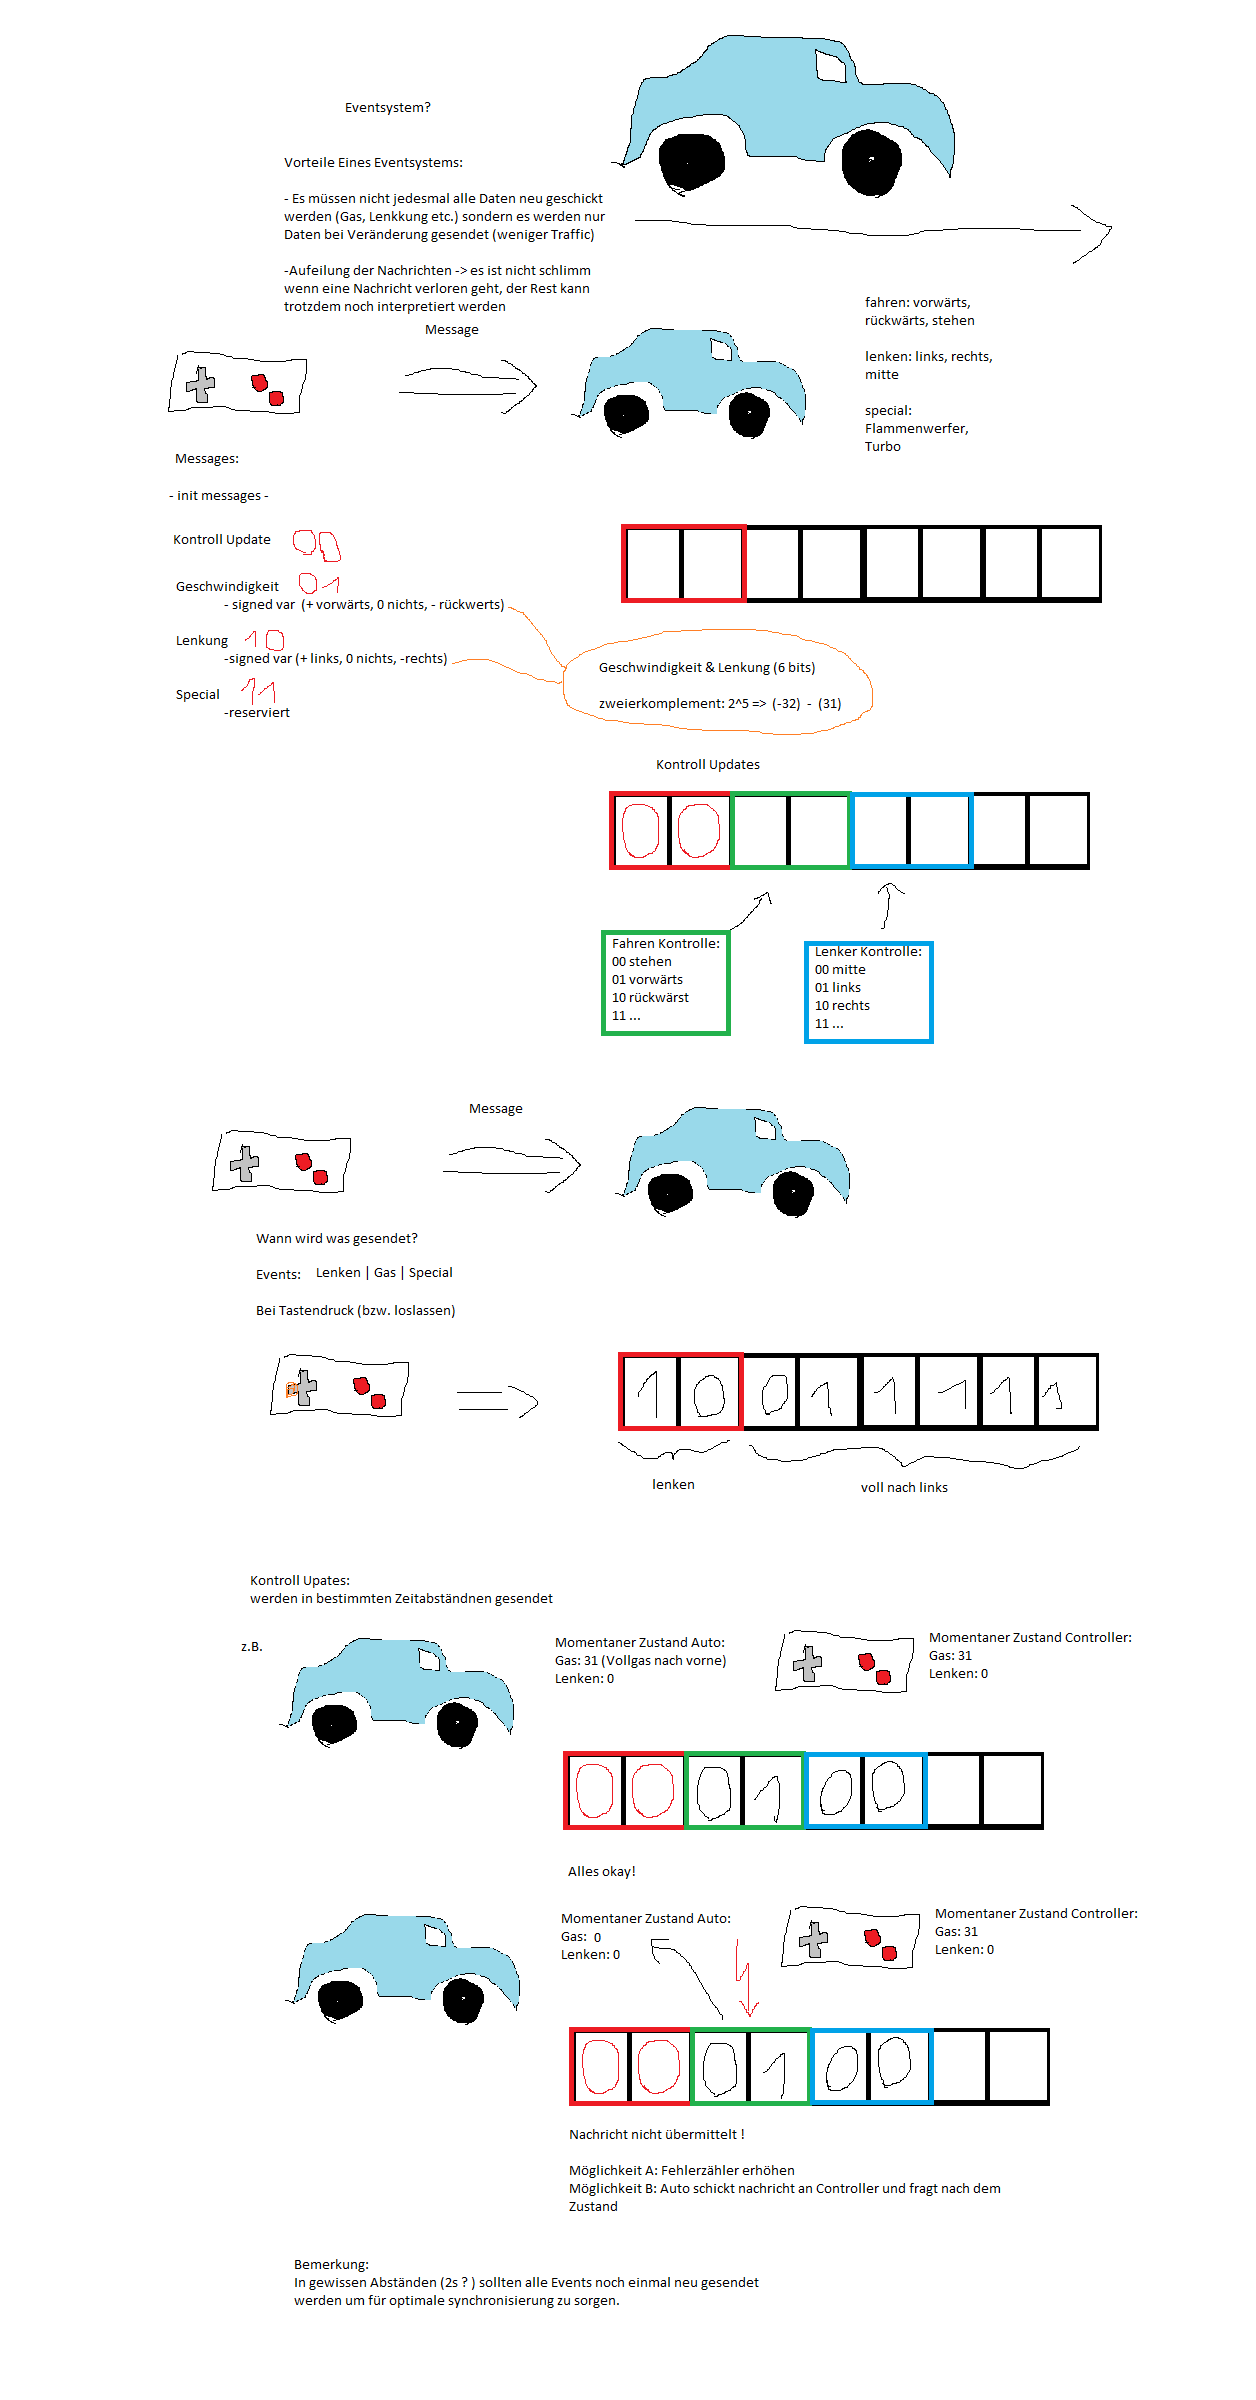 Eventsystem?
Vorteile Eines Eventsystems:
- Es müssen nicht jedesmal alle Daten neu geschickt
werden (Gas, Lenkkung etc.) sondern es werden nur
Daten bei Veränderung gesendet (weniger Traffic)
-Aufeilung der Nachrichten -> es ist nicht schlimm
wenn eine Nachricht verloren geht, der Rest kann
trotzdem noch interpretiert werden
Message
fahren: vorwärts,
rückwärts, stehen
lenken: links, rechts,
mitte
special:
Flammenwerfer,
Turbo
Messages:
- init messages -
Kontroll Update 00
Geschwindigkeit 01
- signed var (+ vorwärts, 0 nichts, - rückwerts)
Lenkung 10
-signed var (+ links, 0 nichts, -rechts)
Special 11
-reserviert
Geschwindigkeit & Lenkung (6 bits)
zweierkomplement: 2^5 => (-32) - (31)
Kontroll Updates
0 0
Fahren Kontrolle:
00 stehen
01 vorwärts
10 rückwärst
11 ...
Lenker Kontrolle:
00 mitte
01 links
10 rechts
11 ...
Message
Wann wird was gesendet?
Events: Lenken | Gas | Special
Bei Tastendruck (bzw. loslassen)
1 0 0 1 1 1 1 1
lenken
voll nach links
Kontroll Upates:
werden in bestimmten Zeitabständnen gesendet
z.B.
Momentaner Zustand Auto:
Gas: 31 (Vollgas nach vorne)
Lenken: 0
Momentaner Zustand Controller:
Gas: 31
Lenken: 0
0 0 0 1 0 0
Alles okay!
Momentaner Zustand Auto:
Gas: 0
Lenken: 0
Momentaner Zustand Controller:
Gas: 31
Lenken: 0
0 0 0 1 0 0
Nachricht nicht übermittelt !
Möglichkeit A: Fehlerzähler erhöhen
Möglichkeit B: Auto schickt nachricht an Controller und fragt nach dem
Zustand
Bemerkung:
In gewissen Abständen (2s ? ) sollten alle Events noch einmal neu gesendet
werden um für optimale synchronisierung zu sorgen.